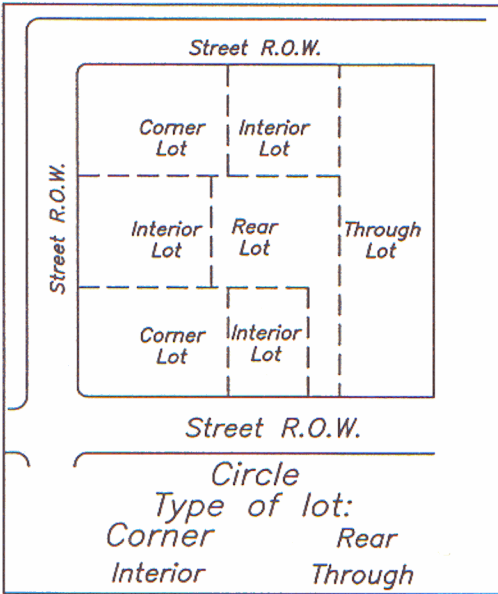 Street R.O.W.
Corner
Lot
Interior
Lot
Street R.O.W.
Interior
Lot
Rear
Lot
Through
Lot
Corner
Lot
Interior
Lot
Street R.O.W.
Circle
Type of lot:
Corner Rear
Interior Through